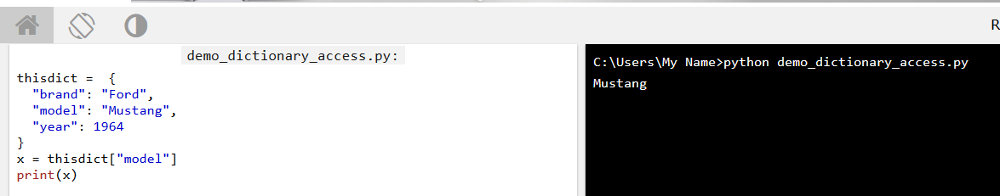 R
demo_dictionary_access.py:
thisdict =  {
  "brand": "Ford",
  "model": "Mustang",
  "year": 1964
}
x = thisdict["model"]
print(x)
C:\Users\My Name>python demo_dictionary_access.py
Mustang